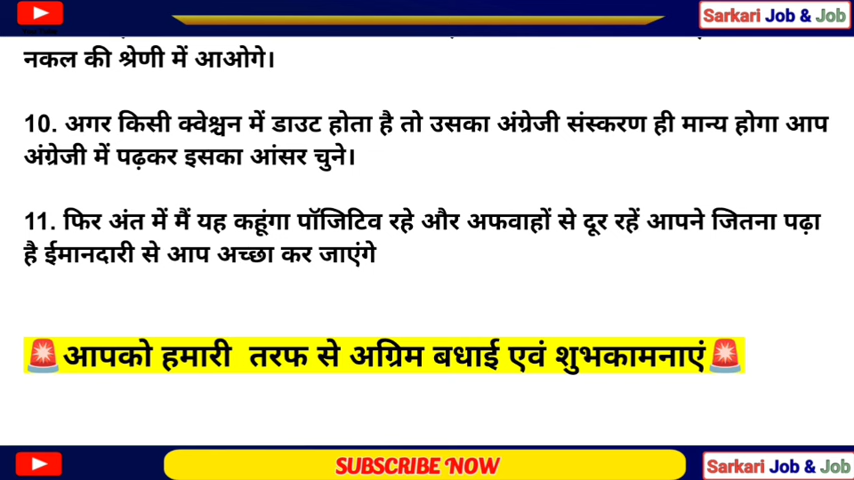 Sarkari Job & Job
नकल की श्रेणी में आओगे।
10. अगर किसी क्वेश्चन में डाउट होता है तो उसका अंग्रेजी संस्करण ही मान्य होगा आप
अंग्रेजी में पढ़कर इसका आंसर चुने।
11. फिर अंत में मैं यह कहूंगा पॉजिटिव रहे और अफवाहों से दूर रहें आपने जितना पढ़ा
है ईमानदारी से आप अच्छा कर जाएंगे
🚨आपको हमारी तरफ से अग्रिम बधाई एवं शुभकामनाएं🚨
SUBSCRIBE NOW
Sarkari Job & Job